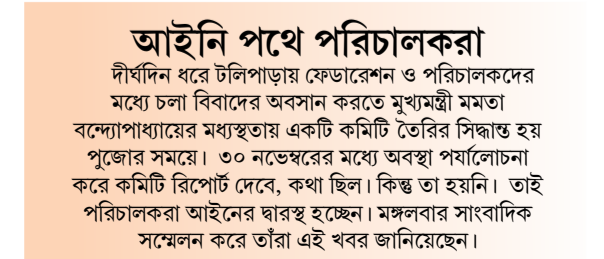 আইনি পথে পরিচালকরা
দীর্ঘদিন ধরে টলিপাড়ায় ফেডারেশন ও পরিচালকদের
মধ্যে চলা বিবাদের অবসান করতে মুখ্যমন্ত্রী মমতা
বন্দ্যোপাধ্যায়ের মধ্যস্থতায় একটি কমিটি তৈরির সিদ্ধান্ত হয়
পুজোর সময়ে। ৩০ নভেম্বরের মধ্যে অবস্থা পর্যালোচনা
করে কমিটি রিপোর্ট দেবে, কথা ছিল। কিন্তু তা হয়নি। তাই
পরিচালকরা আইনের দ্বারস্থ হচ্ছেন। মঙ্গলবার সাংবাদিক
সম্মেলন করে তাঁরা এই খবর জানিয়েছেন।